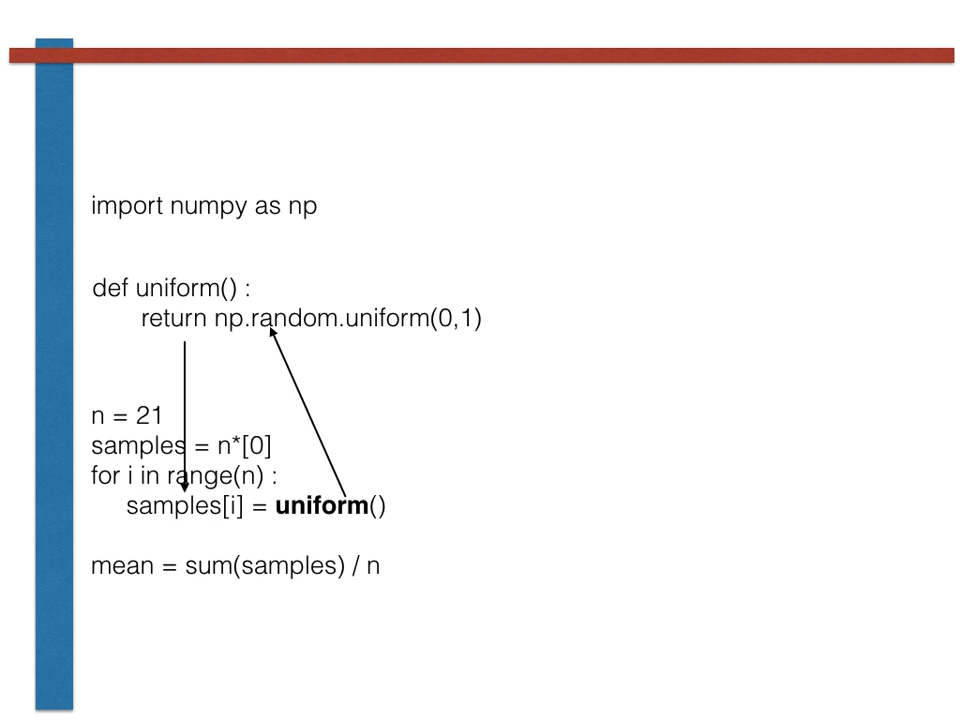 import numpy as np
def uniform() :
return np.random.uniform(0,1)
n = 21
samples = n*[0]
for i in range(n) :
samples[i] = uniform()
mean = sum(samples) / n